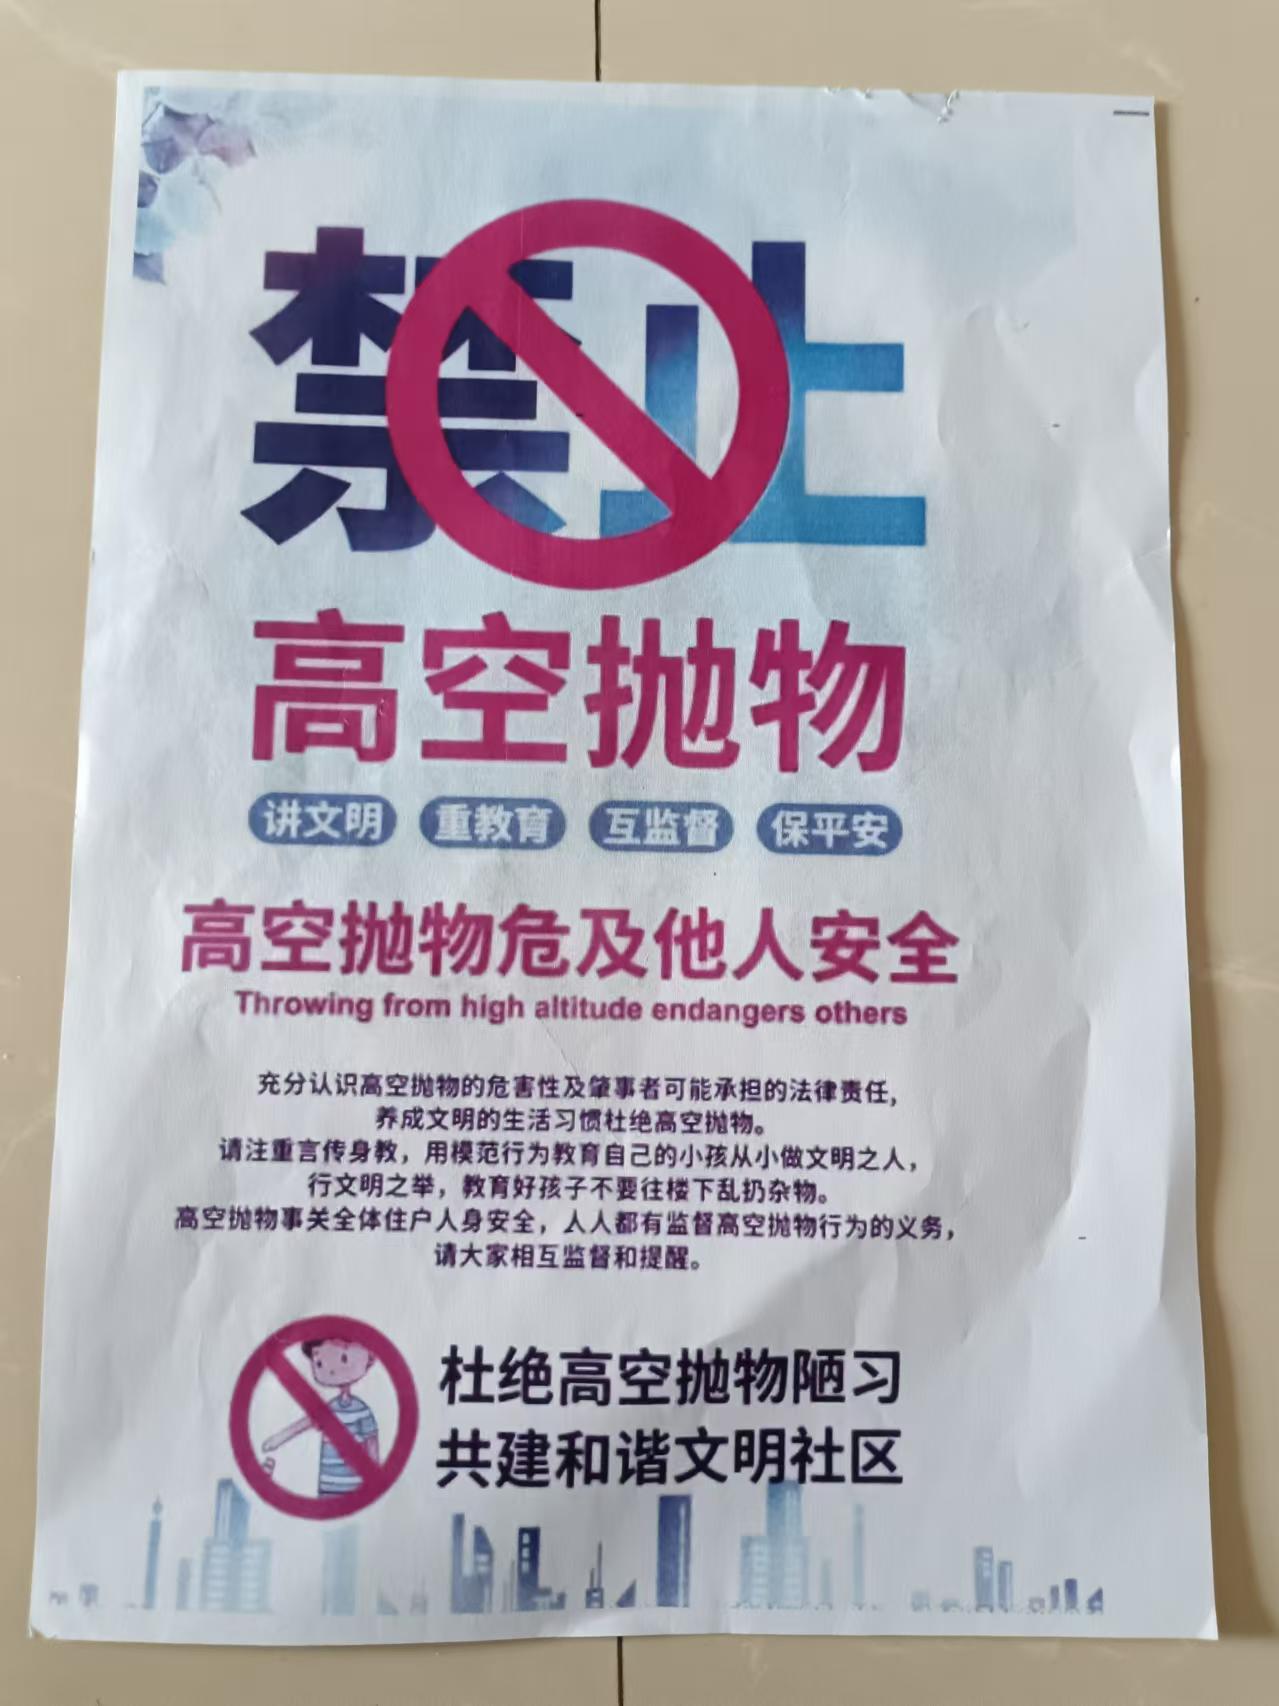 禁止
高空抛物
讲文明 重教育 互监督 保平安
高空抛物危及他人安全
Throwing from high altitude endangers others
充分认识高空抛物的危害性及肇事者可能承担的法律责任，
养成文明的生活习惯杜绝高空抛物。
请注重言传身教，用模范行为教育自己的小孩从小做文明之人，
行文明之举，教育好孩子不要往楼下乱扔杂物。
高空抛物事关全体住户人身安全，人人都有监督高空抛物行为的义务，
请大家相互监督和提醒。
杜绝高空抛物陋习
共建和谐文明社区